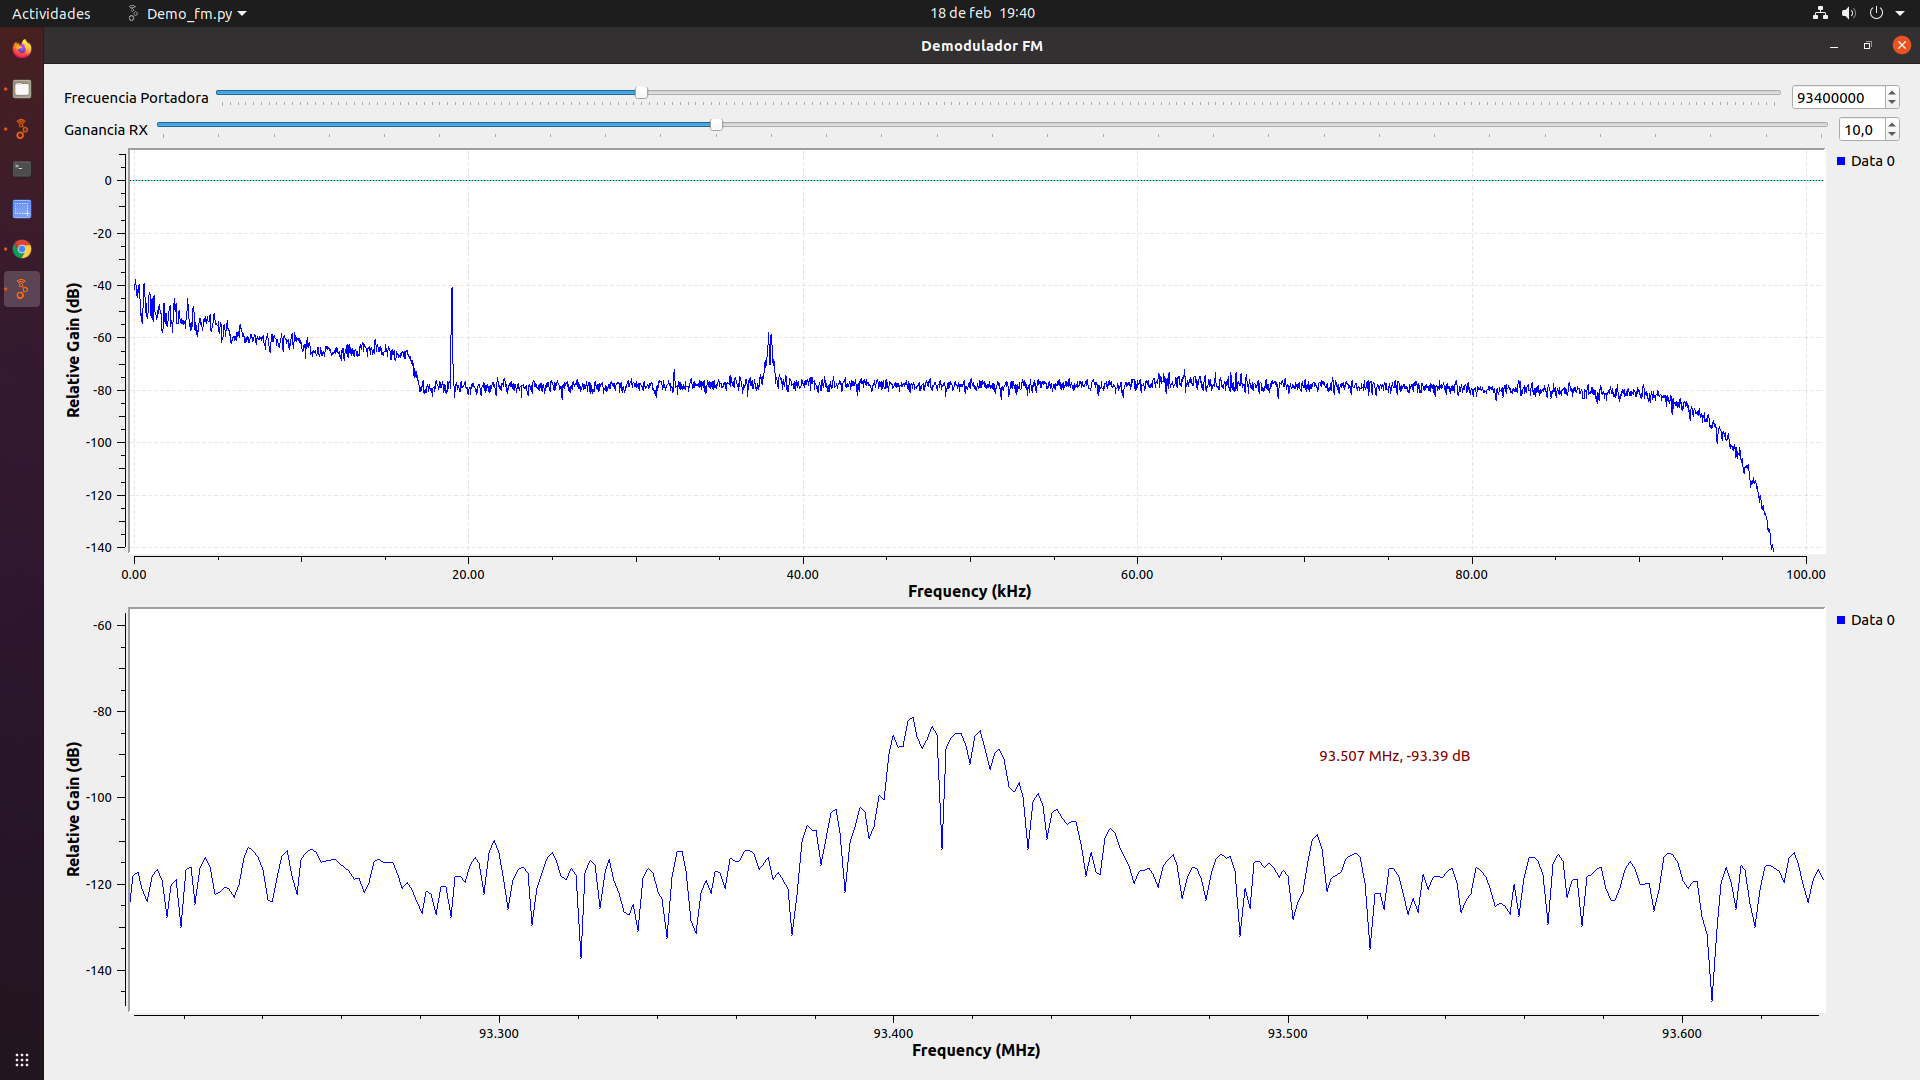 Actividades
Demo_fm.py
18 de feb 19:40
Demodulador FM
Frecuencia Portadora
93400000
Ganancia RX
10,0
Data 0
0
-20
-40
-60
-80
-100
-120
-140
Relative Gain (dB)
0.00
20.00
40.00
60.00
80.00
100.00
Frequency (kHz)
Data 0
-60
-80
-100
-120
-140
Relative Gain (dB)
93.507 MHz, -93.39 dB
93.300
93.400
93.500
93.600
Frequency (MHz)